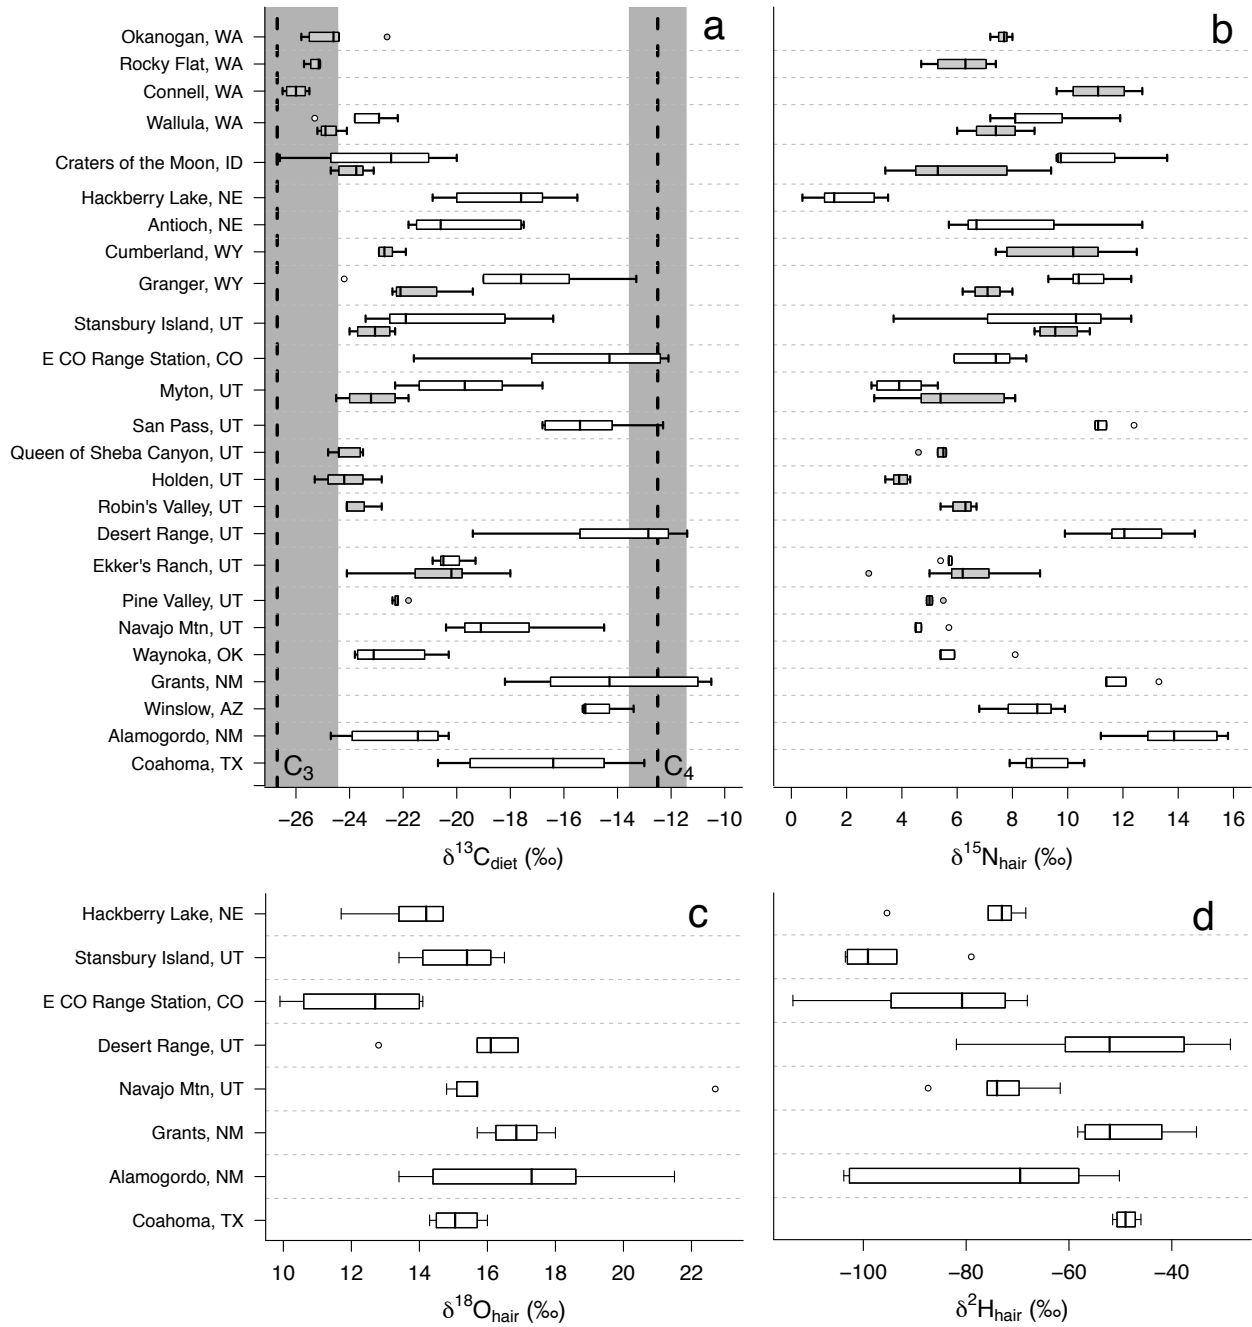 a
b
Okanogan, WA
Rocky Flat, WA
Connell, WA
Wallula, WA
Craters of the Moon, ID
Hackberry Lake, NE
Antioch, NE
Cumberland, WY
Granger, WY
Stansbury Island, UT
E CO Range Station, CO
Myton, UT
San Pass, UT
Queen of Sheba Canyon, UT
Holden, UT
Robin's Valley, UT
Desert Range, UT
Ekker's Ranch, UT
Pine Valley, UT
Navajo Mtn, UT
Waynoka, OK
Grants, NM
Winslow, AZ
Alamogordo, NM
Coahoma, TX
C₃ C₄
−26 −24 −22 −20 −18 −16 −14 −12 −10
δ¹³C_diet (‰)
0 2 4 6 8 10 12 14 16
δ¹⁵N_hair (‰)
c
d
Hackberry Lake, NE
Stansbury Island, UT
E CO Range Station, CO
Desert Range, UT
Navajo Mtn, UT
Grants, NM
Alamogordo, NM
Coahoma, TX
10 12 14 16 18 20 22
δ¹⁸O_hair (‰)
−100 −80 −60 −40
δ²H_hair (‰)